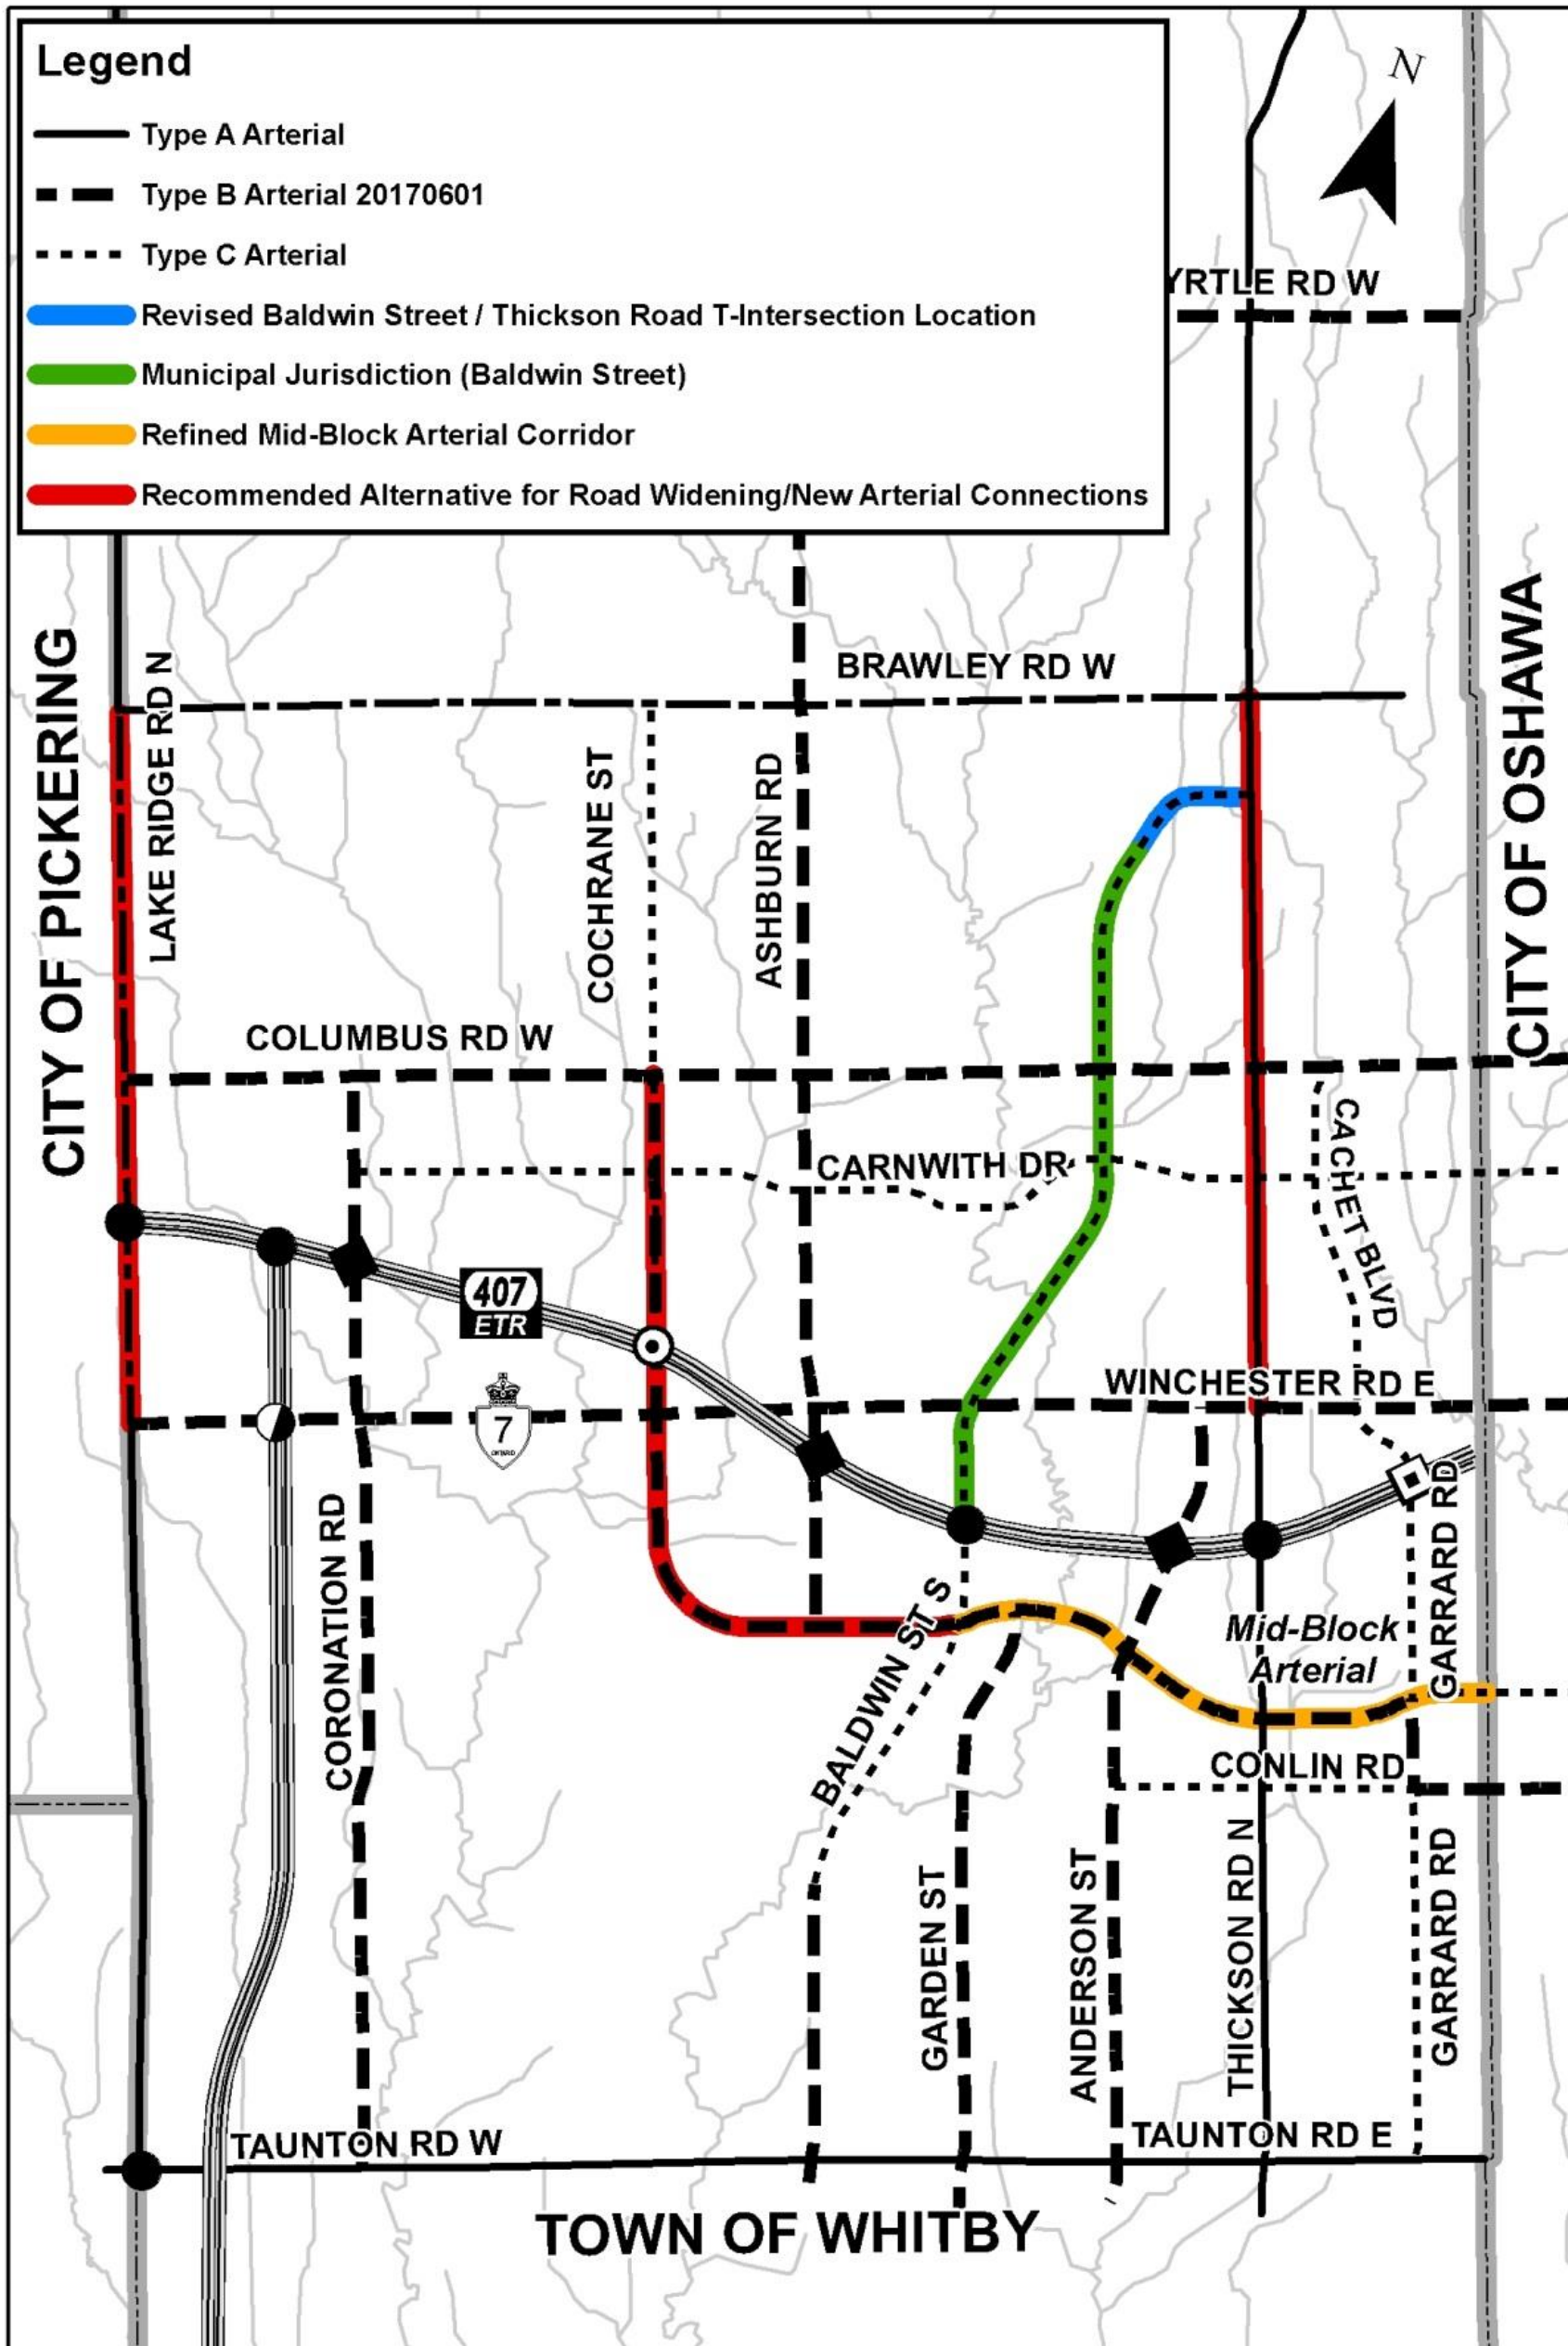 Legend
Type A Arterial
Type B Arterial 20170601
Type C Arterial
Revised Baldwin Street / Thickson Road T-Intersection Location
Municipal Jurisdiction (Baldwin Street)
Refined Mid-Block Arterial Corridor
Recommended Alternative for Road Widening/New Arterial Connections
N
YRTLE RD W
CITY OF PICKERING
LAKE RIDGE RD N
BRAWLEY RD W
COCHRANE ST
ASHBURN RD
CITY OF OSHAWA
COLUMBUS RD W
CARNWITH DR
CACHET BLVD
407
ETR
WINCHESTER RD E
7
ONTARIO
CORONATION RD
BALDWIN ST S
Mid-Block
Arterial
GARRARD RD
CONLIN RD
GARDEN ST
ANDERSON ST
THICKSON RD N
GARRARD RD
TAUNTON RD W
TAUNTON RD E
TOWN OF WHITBY